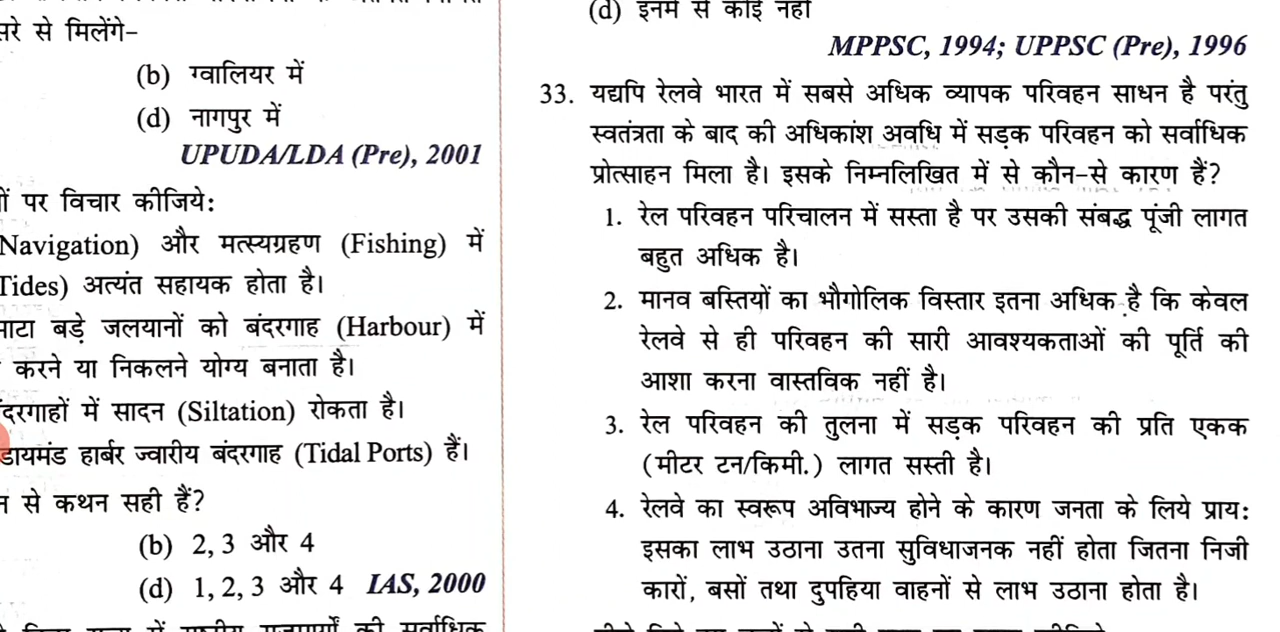 सरे से मिलेंगे–
(b) ग्वालियर में
(d) नागपुर में
UPUDA/LDA (Pre), 2001
पर विचार कीजिये:
Navigation) और मत्स्यग्रहण (Fishing) में
Tides) अत्यंत सहायक होता है।
बड़े जलयानों को बंदरगाह (Harbour) में
करने या निकलने योग्य बनाता है।
में सादन (Siltation) रोकता है।
डायमंड हार्बर ज्वारीय बंदरगाह (Tidal Ports) हैं।
से कथन सही हैं?
(b) 2, 3 और 4
(d) 1, 2, 3 और 4 IAS, 2000
(d) इनमें से कोई नहीं
MPPSC, 1994; UPPSC (Pre), 1996
33. यद्यपि रेलवे भारत में सबसे अधिक व्यापक परिवहन साधन है परंतु
स्वतंत्रता के बाद की अधिकांश अवधि में सड़क परिवहन को सर्वाधिक
प्रोत्साहन मिला है। इसके निम्नलिखित में से कौन-से कारण हैं?
1. रेल परिवहन परिचालन में सस्ता है पर उसकी संबद्ध पूंजी लागत
बहुत अधिक है।
2. मानव बस्तियों का भौगोलिक विस्तार इतना अधिक है कि केवल
रेलवे से ही परिवहन की सारी आवश्यकताओं की पूर्ति की
आशा करना वास्तविक नहीं है।
3. रेल परिवहन की तुलना में सड़क परिवहन की प्रति एकक
(मीटर टन/किमी.) लागत सस्ती है।
4. रेलवे का स्वरूप अविभाज्य होने के कारण जनता के लिये प्राय:
इसका लाभ उठाना उतना सुविधाजनक नहीं होता जितना निजी
कारों, बसों तथा दुपहिया वाहनों से लाभ उठाना होता है।